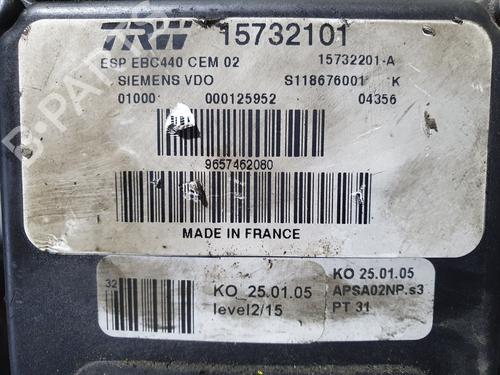 TRW 15732101
ESP EBC440 CEM 02 15732201-A
SIEMENS VDO S118676001 K
01000 000125952 04356
9657462080
MADE IN FRANCE
32
KO_25.01.05
level2/15
KO 25.01.05
APSA02NP.s3
PT 31